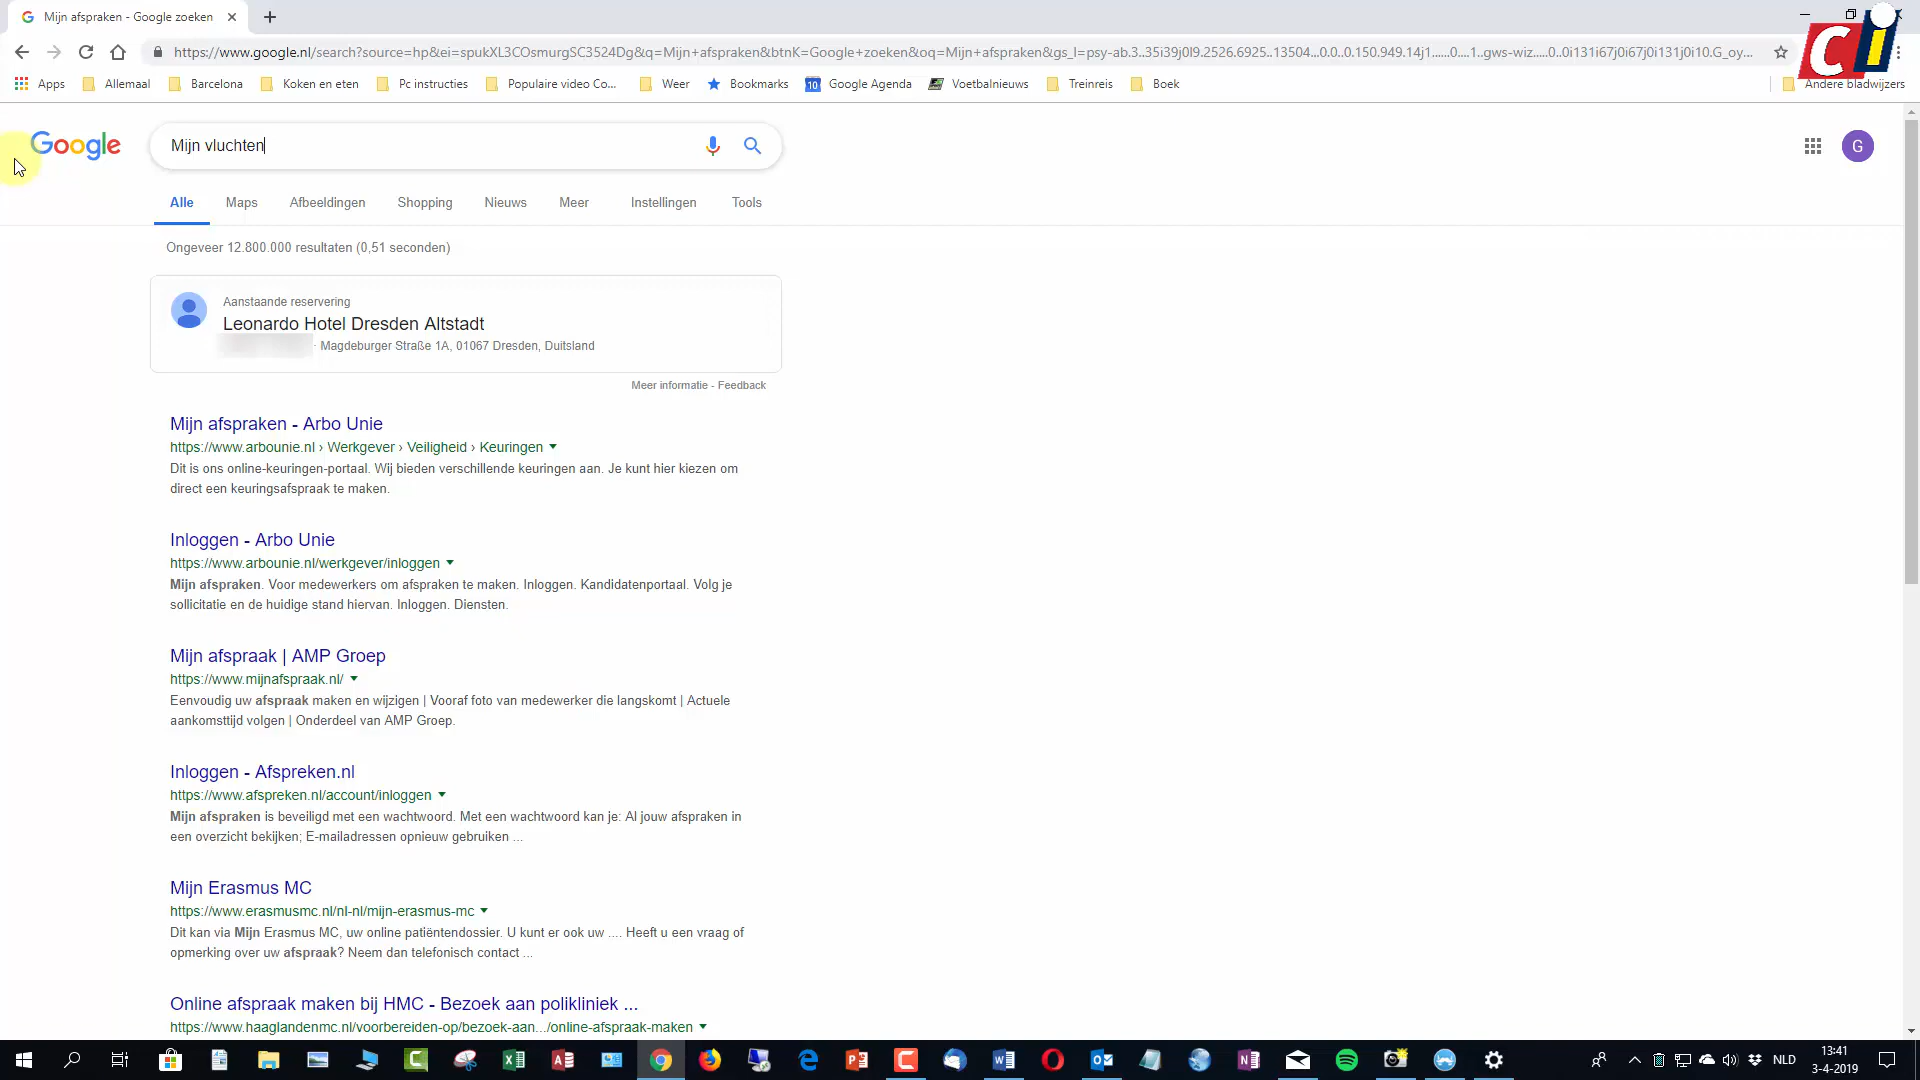 Mijn afspraken - Google zoeken
https://www.google.nl/search?source=hp&ei=spukXL3COsmurgSC3524Dg&q=Mijn+afspraken&btnK=Google+zoeken&oq=Mijn+afspraken&gs_l=psy-ab.3..35i39j0l9.2526.6925..13504...0.0..0.150.949.14j1......0....1..gws-wiz.....0..0i131i67j0i67j0i131j0i10.G_oy...
Apps Allemaal Barcelona Koken en eten Pc instructies Populaire video Co... Weer Bookmarks 10 Google Agenda Voetbalnieuws Treinreis Boek Andere bladwijzers
Ci
Google Mijn vluchten G
Alle Maps Afbeeldingen Shopping Nieuws Meer Instellingen Tools
Ongeveer 12.800.000 resultaten (0,51 seconden)
Aanstaande reservering
Leonardo Hotel Dresden Altstadt
· Magdeburger Straße 1A, 01067 Dresden, Duitsland
Meer informatie - Feedback
Mijn afspraken - Arbo Unie
https://www.arbounie.nl › Werkgever › Veiligheid › Keuringen
Dit is ons online-keuringen-portaal. Wij bieden verschillende keuringen aan. Je kunt hier kiezen om
direct een keuringsafspraak te maken.
Inloggen - Arbo Unie
https://www.arbounie.nl/werkgever/inloggen
Mijn afspraken. Voor medewerkers om afspraken te maken. Inloggen. Kandidatenportaal. Volg je
sollicitatie en de huidige stand hiervan. Inloggen. Diensten.
Mijn afspraak | AMP Groep
https://www.mijnafspraak.nl/
Eenvoudig uw afspraak maken en wijzigen | Vooraf foto van medewerker die langskomt | Actuele
aankomsttijd volgen | Onderdeel van AMP Groep.
Inloggen - Afspreken.nl
https://www.afspreken.nl/account/inloggen
Mijn afspraken is beveiligd met een wachtwoord. Met een wachtwoord kan je: Al jouw afspraken in
een overzicht bekijken; E-mailadressen opnieuw gebruiken ...
Mijn Erasmus MC
https://www.erasmusmc.nl/nl-nl/mijn-erasmus-mc
Dit kan via Mijn Erasmus MC, uw online patiëntendossier. U kunt er ook uw .... Heeft u een vraag of
opmerking over uw afspraak? Neem dan telefonisch contact ...
Online afspraak maken bij HMC - Bezoek aan polikliniek ...
https://www.haaglandenmc.nl/voorbereiden-op/bezoek-aan.../online-afspraak-maken
NLD
13:41
3-4-2019